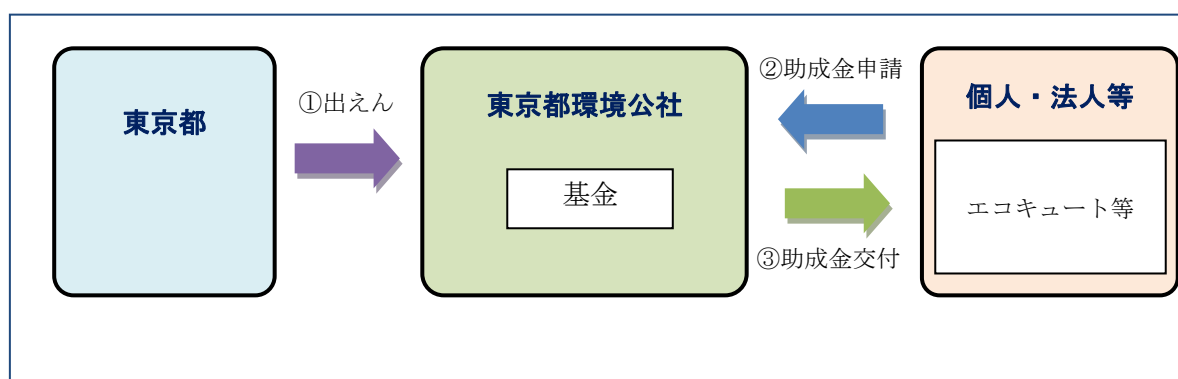 東京都
①出えん
東京都環境公社
基金
②助成金申請
③助成金交付
個人・法人等
エコキュート等